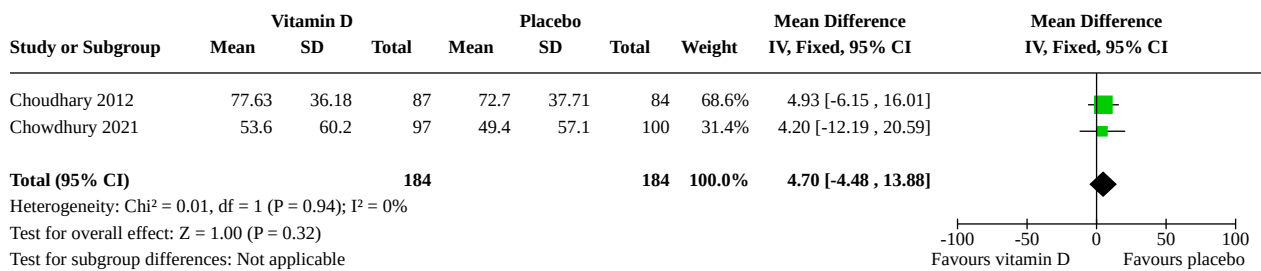 Vitamin D Placebo Mean Difference Mean Difference
Study or Subgroup Mean SD Total Mean SD Total Weight IV, Fixed, 95% CI IV, Fixed, 95% CI
Choudhary 2012 77.63 36.18 87 72.7 37.71 84 68.6% 4.93 [-6.15 , 16.01]
Chowdhury 2021 53.6 60.2 97 49.4 57.1 100 31.4% 4.20 [-12.19 , 20.59]
Total (95% CI) 184 184 100.0% 4.70 [-4.48 , 13.88]
Heterogeneity: Chi² = 0.01, df = 1 (P = 0.94); I² = 0%
Test for overall effect: Z = 1.00 (P = 0.32)
Test for subgroup differences: Not applicable
-100 -50 0 50 100
Favours vitamin D Favours placebo